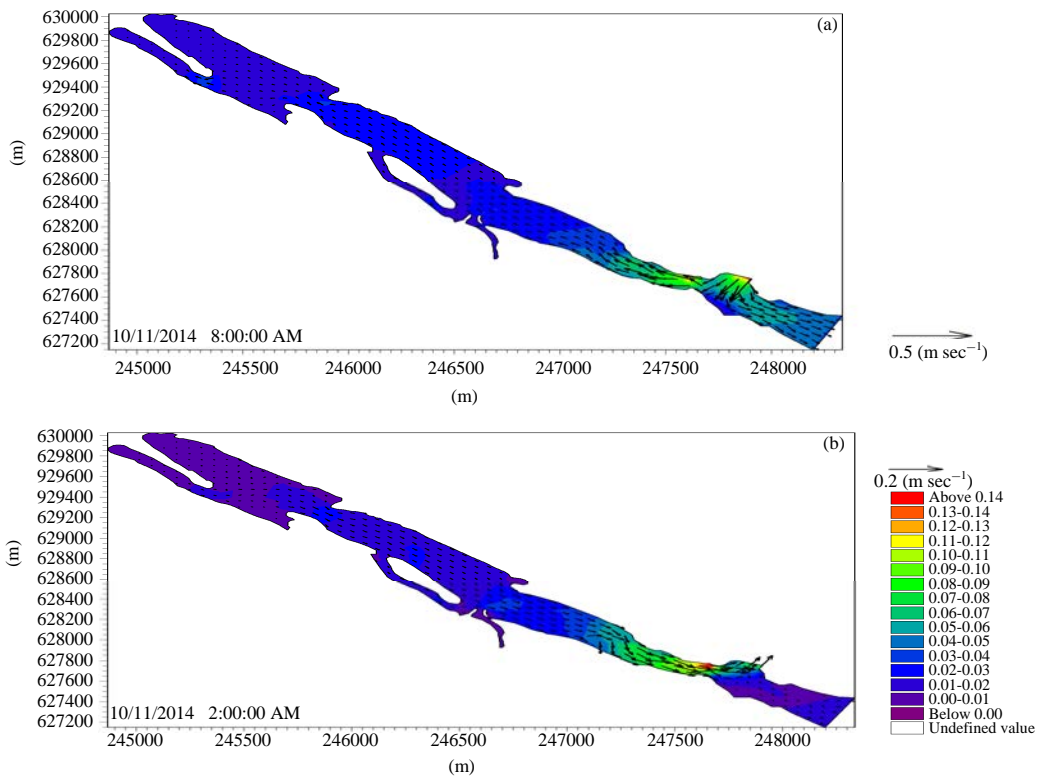 (a)
630000
629800
929600
929400
629200
629000
628800
628600
628400
628200
628000
627800
627600
627400
627200
(m)
10/11/2014 8:00:00 AM
245000 245500 246000 246500 247000 247500 248000
(m)
0.5 (m sec⁻¹)
(b)
630000
629800
929600
929400
629200
629000
628800
628600
628400
628200
628000
627800
627600
627400
627200
(m)
10/11/2014 2:00:00 AM
245000 245500 246000 246500 247000 247500 248000
(m)
0.2 (m sec⁻¹)
Above 0.14
0.13-0.14
0.12-0.13
0.11-0.12
0.10-0.11
0.09-0.10
0.08-0.09
0.07-0.08
0.06-0.07
0.05-0.06
0.04-0.05
0.03-0.04
0.02-0.03
0.01-0.02
0.00-0.01
Below 0.00
Undefined value